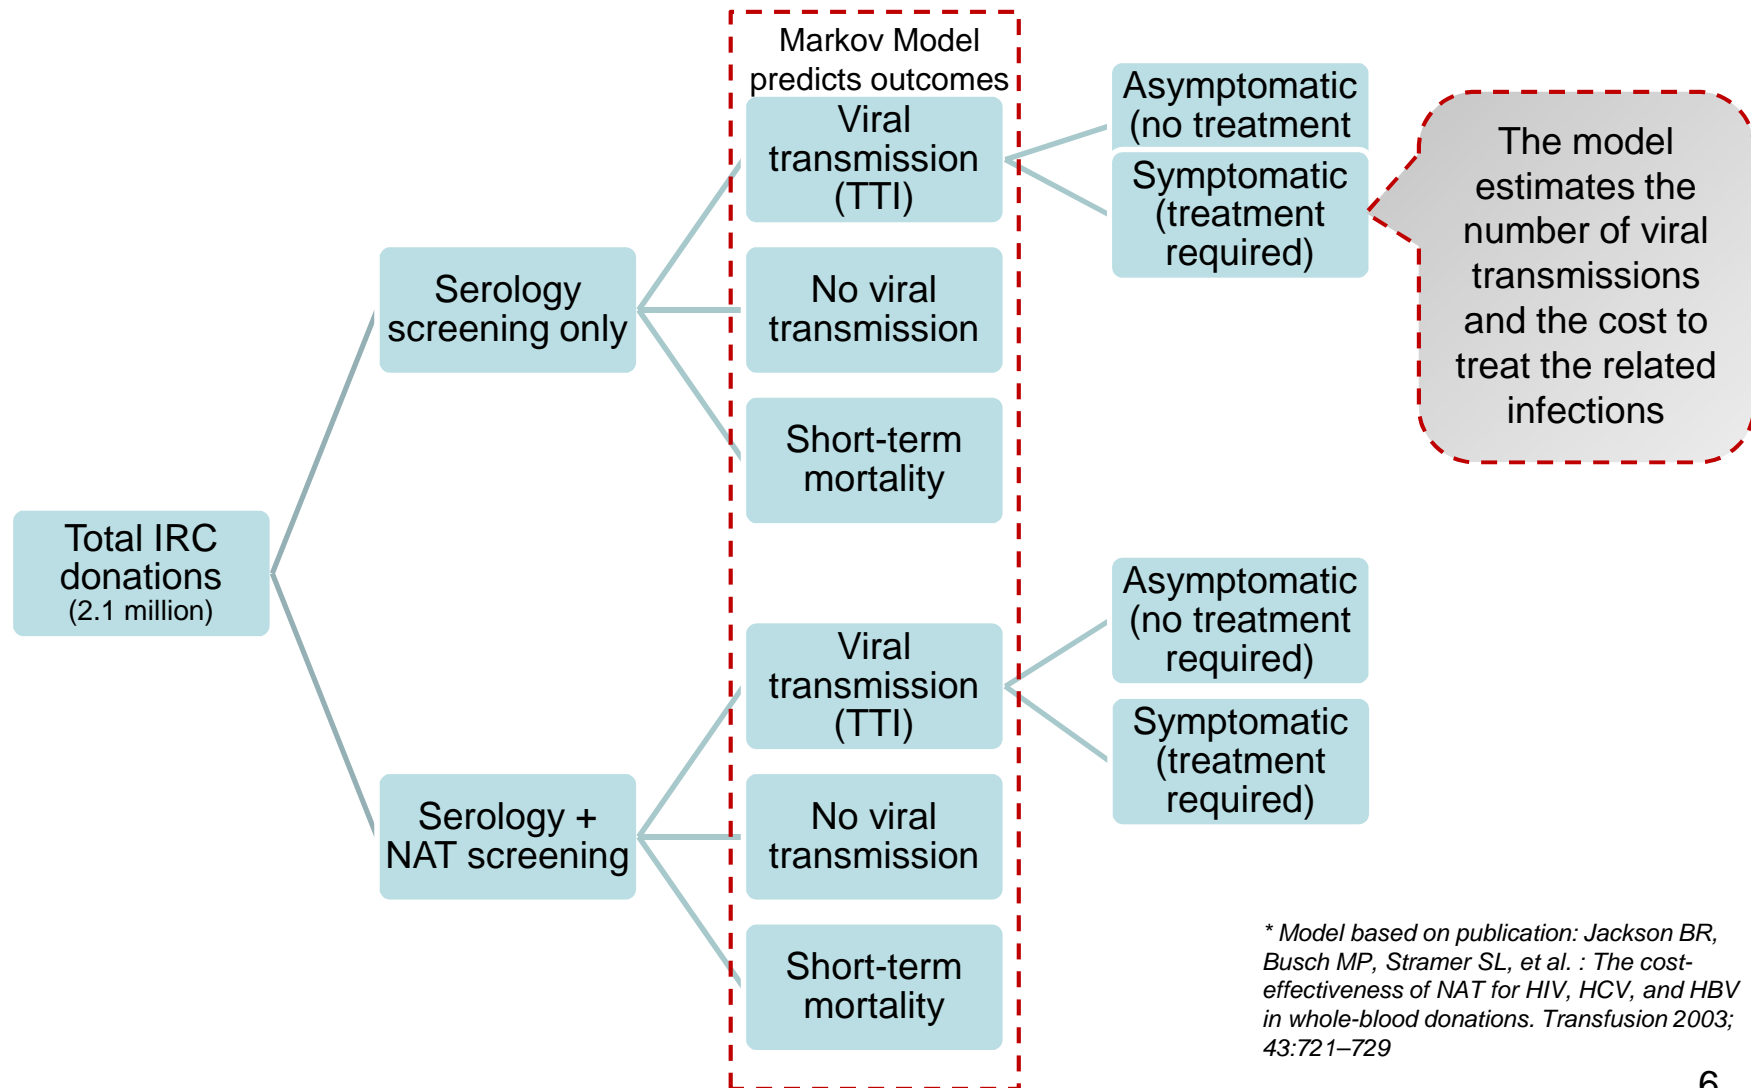 Markov Model
predicts outcomes
Total IRC
donations
(2.1 million)
Serology
screening only
Viral
transmission
(TTI)
Asymptomatic
(no treatment
Symptomatic
(treatment
required)
The model
estimates the
number of viral
transmissions
and the cost to
treat the related
infections
No viral
transmission
Short-term
mortality
Serology +
NAT screening
Viral
transmission
(TTI)
Asymptomatic
(no treatment
required)
Symptomatic
(treatment
required)
No viral
transmission
Short-term
mortality
* Model based on publication: Jackson BR,
Busch MP, Stramer SL, et al. : The cost-
effectiveness of NAT for HIV, HCV, and HBV
in whole-blood donations. Transfusion 2003;
43:721–729
6